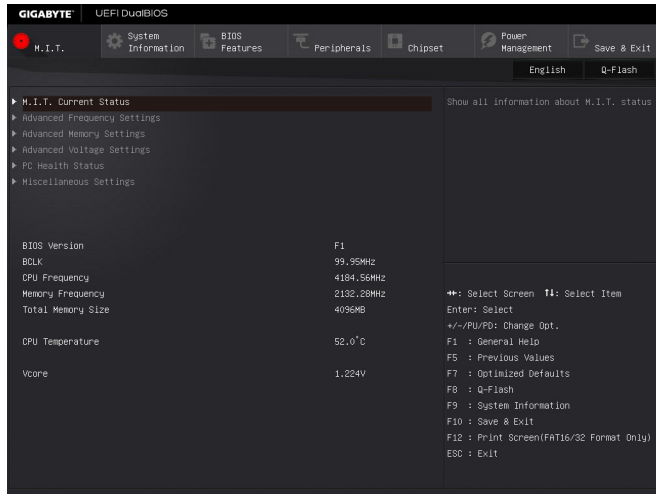 GIGABYTE™ UEFI DualBIOS
M.I.T.
System Information
BIOS Features
Peripherals
Chipset
Power Management
Save & Exit
English Q-Flash
M.I.T. Current Status
Advanced Frequency Settings
Advanced Memory Settings
Advanced Voltage Settings
PC Health Status
Miscellaneous Settings
Show all information about M.I.T. status
BIOS Version F1
BCLK 99.95MHz
CPU Frequency 4184.56MHz
Memory Frequency 2132.28MHz
Total Memory Size 4096MB
CPU Temperature 52.0°C
Vcore 1.224V
→←: Select Screen ↑↓: Select Item
Enter: Select
+/-/PU/PD: Change Opt.
F1 : General Help
F5 : Previous Values
F7 : Optimized Defaults
F8 : Q-Flash
F9 : System Information
F10 : Save & Exit
F12 : Print Screen(FAT16/32 Format Only)
ESC : Exit